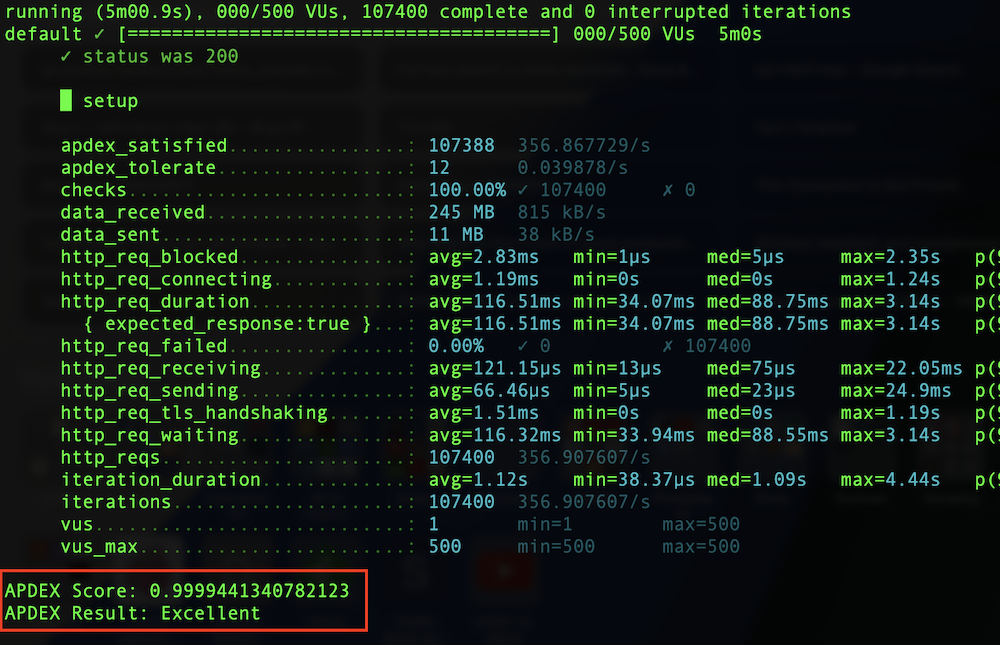 running (5m00.9s), 000/500 VUs, 107400 complete and 0 interrupted iterations
default ✓ [======================================] 000/500 VUs  5m0s
✓ status was 200
█ setup
apdex_satisfied................: 107388  356.867729/s
apdex_tolerate.................: 12      0.039878/s
checks.........................: 100.00% ✓ 107400     ✗ 0
data_received..................: 245 MB  815 kB/s
data_sent......................: 11 MB   38 kB/s
http_req_blocked...............: avg=2.83ms   min=1µs     med=5µs     max=2.35s   p(9
http_req_connecting............: avg=1.19ms   min=0s      med=0s      max=1.24s   p(9
http_req_duration..............: avg=116.51ms min=34.07ms med=88.75ms max=3.14s   p(9
{ expected_response:true }...: avg=116.51ms min=34.07ms med=88.75ms max=3.14s   p(9
http_req_failed................: 0.00%   ✓ 0          ✗ 107400
http_req_receiving.............: avg=121.15µs min=13µs    med=75µs    max=22.05ms p(9
http_req_sending...............: avg=66.46µs  min=5µs     med=23µs    max=24.9ms  p(9
http_req_tls_handshaking.......: avg=1.51ms   min=0s      med=0s      max=1.19s   p(9
http_req_waiting...............: avg=116.32ms min=33.94ms med=88.55ms max=3.14s   p(9
http_reqs......................: 107400  356.907607/s
iteration_duration.............: avg=1.12s    min=38.37µs med=1.09s   max=4.44s   p(9
iterations.....................: 107400  356.907607/s
vus............................: 1       min=1        max=500
vus_max........................: 500     min=500      max=500
APDEX Score: 0.9999441340782123
APDEX Result: Excellent